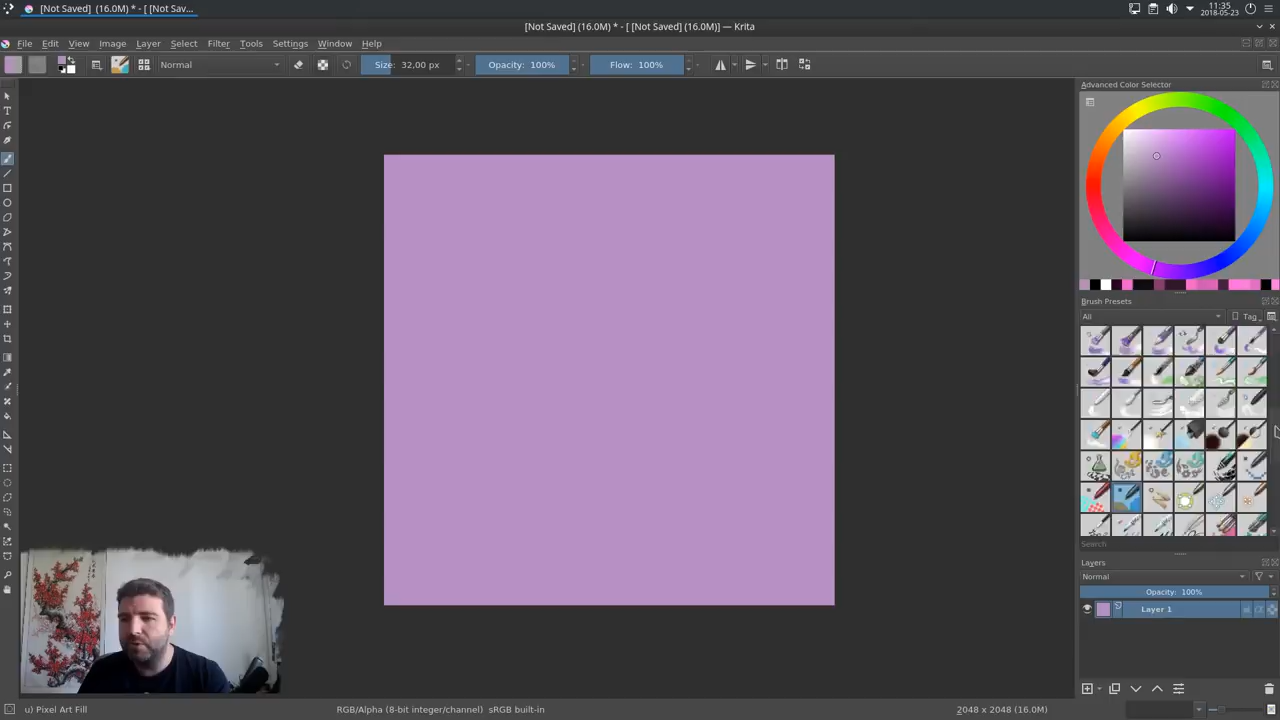 [Not Saved] (16.0M) * - [ [Not Sav...
11:35
2018-05-23
[Not Saved] (16.0M) * - [ [Not Saved] (16.0M)] — Krita
File Edit View Image Layer Select Filter Tools Settings Window Help
Normal Size: 32,00 px Opacity: 100% Flow: 100%
Advanced Color Selector
Brush Presets
All Tag
Search
Layers
Normal
Opacity: 100%
Layer 1
u) Pixel Art Fill RGB/Alpha (8-bit integer/channel) sRGB built-in 2048 x 2048 (16.0M)